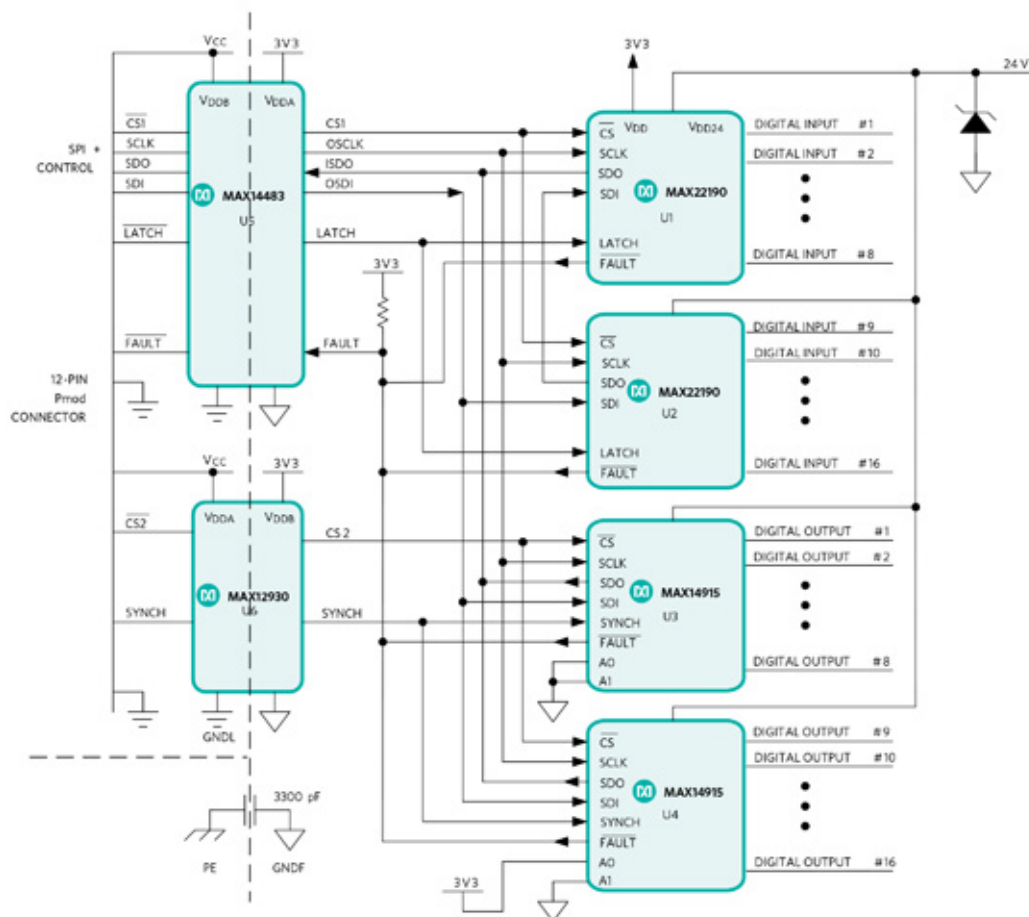 VCC
3V3
VDDB
VDDA
CS1
SCLK
SPI +
CONTROL
SDO
SDI
MAX14483
U5
LATCH
FAULT
12-PIN
Pmod
CONNECTOR
CS1
OSCLK
ISDO
OSDI
LATCH
3V3
FAULT
VCC
3V3
VDDA
VDDB
CS2
MAX12930
U6
SYNCH
CS 2
SYNCH
GNDL
3300 pF
PE
GNDF
3V3
24 V
CS
VDD
VDD24
SCLK
SDO
MAX22190
SDI
U1
LATCH
FAULT
DIGITAL INPUT #1
DIGITAL INPUT #2
DIGITAL INPUT #8
CS
SCLK
SDO
MAX22190
SDI
U2
LATCH
FAULT
DIGITAL INPUT #9
DIGITAL INPUT #10
DIGITAL INPUT #16
CS
SCLK
SDO
MAX14915
SDI
U3
SYNCH
FAULT
A0
A1
DIGITAL OUTPUT #1
DIGITAL OUTPUT #2
DIGITAL OUTPUT #8
CS
SCLK
SDO
MAX14915
SDI
U4
SYNCH
FAULT
A0
A1
3V3
DIGITAL OUTPUT #9
DIGITAL OUTPUT #10
DIGITAL OUTPUT #16